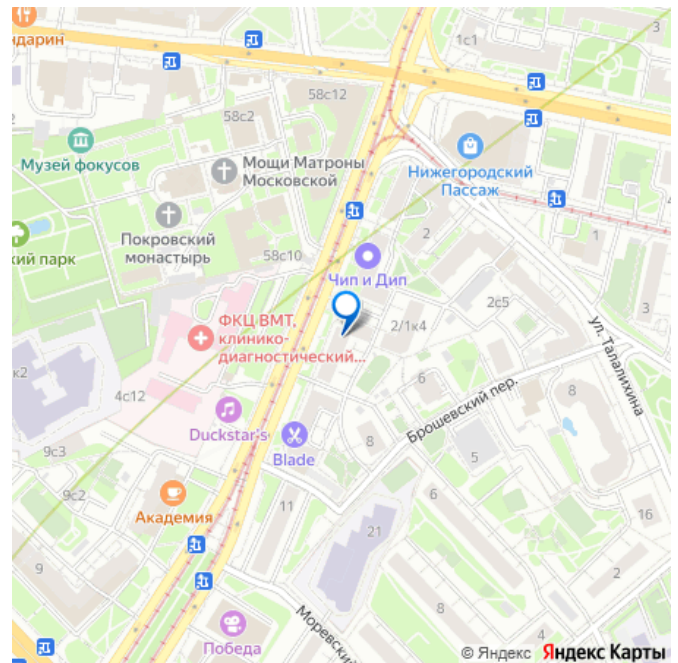 ндарин
1с1
3
58с12
58с2
Музей фокусов
Мощи Матроны
Московской
Нижегородский
Пассаж
4
Покровский
монастырь
2
1
кий парк
58с10
Чип и Дип
2с5
3
ФКЦ ВМТ,
клинико-
диагностический...
2/1к4
ул. Талалихина
к2
6
4с12
8
Брошевский пер.
Duckstar's
Blade
8
9с3
5
9с2
6
Академия
11
16
21
9
2
8
Моревский
Победа
© Яндекс Яндекс Карты